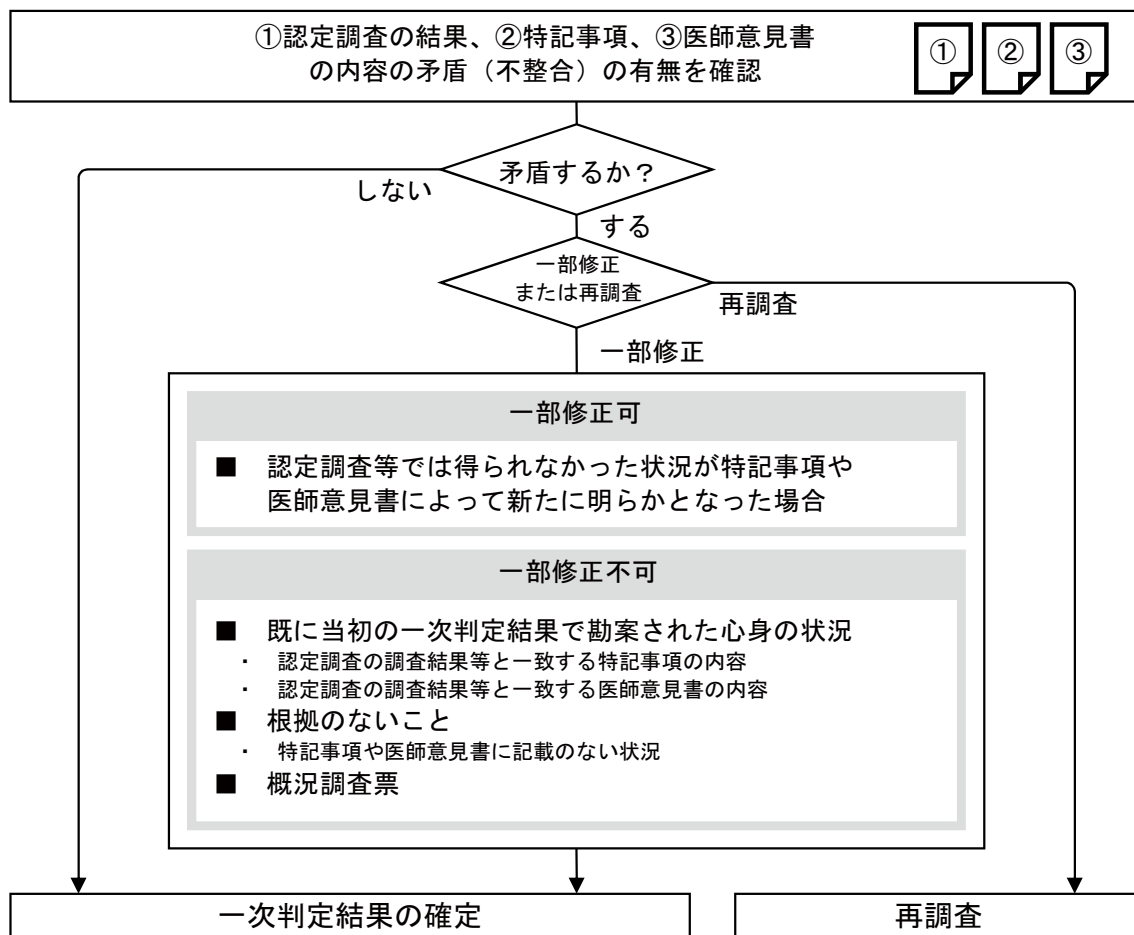 ①認定調査の結果、②特記事項、③医師意見書
の内容の矛盾（不整合）の有無を確認
① ② ③
矛盾するか？
しない
する
一部修正
または再調査
再調査
一部修正
一部修正可
■ 認定調査等では得られなかった状況が特記事項や
医師意見書によって新たに明らかとなった場合
一部修正不可
■ 既に当初の一次判定結果で勘案された心身の状況
・ 認定調査の調査結果等と一致する特記事項の内容
・ 認定調査の調査結果等と一致する医師意見書の内容
■ 根拠のないこと
・ 特記事項や医師意見書に記載のない状況
■ 概況調査票
一次判定結果の確定
再調査